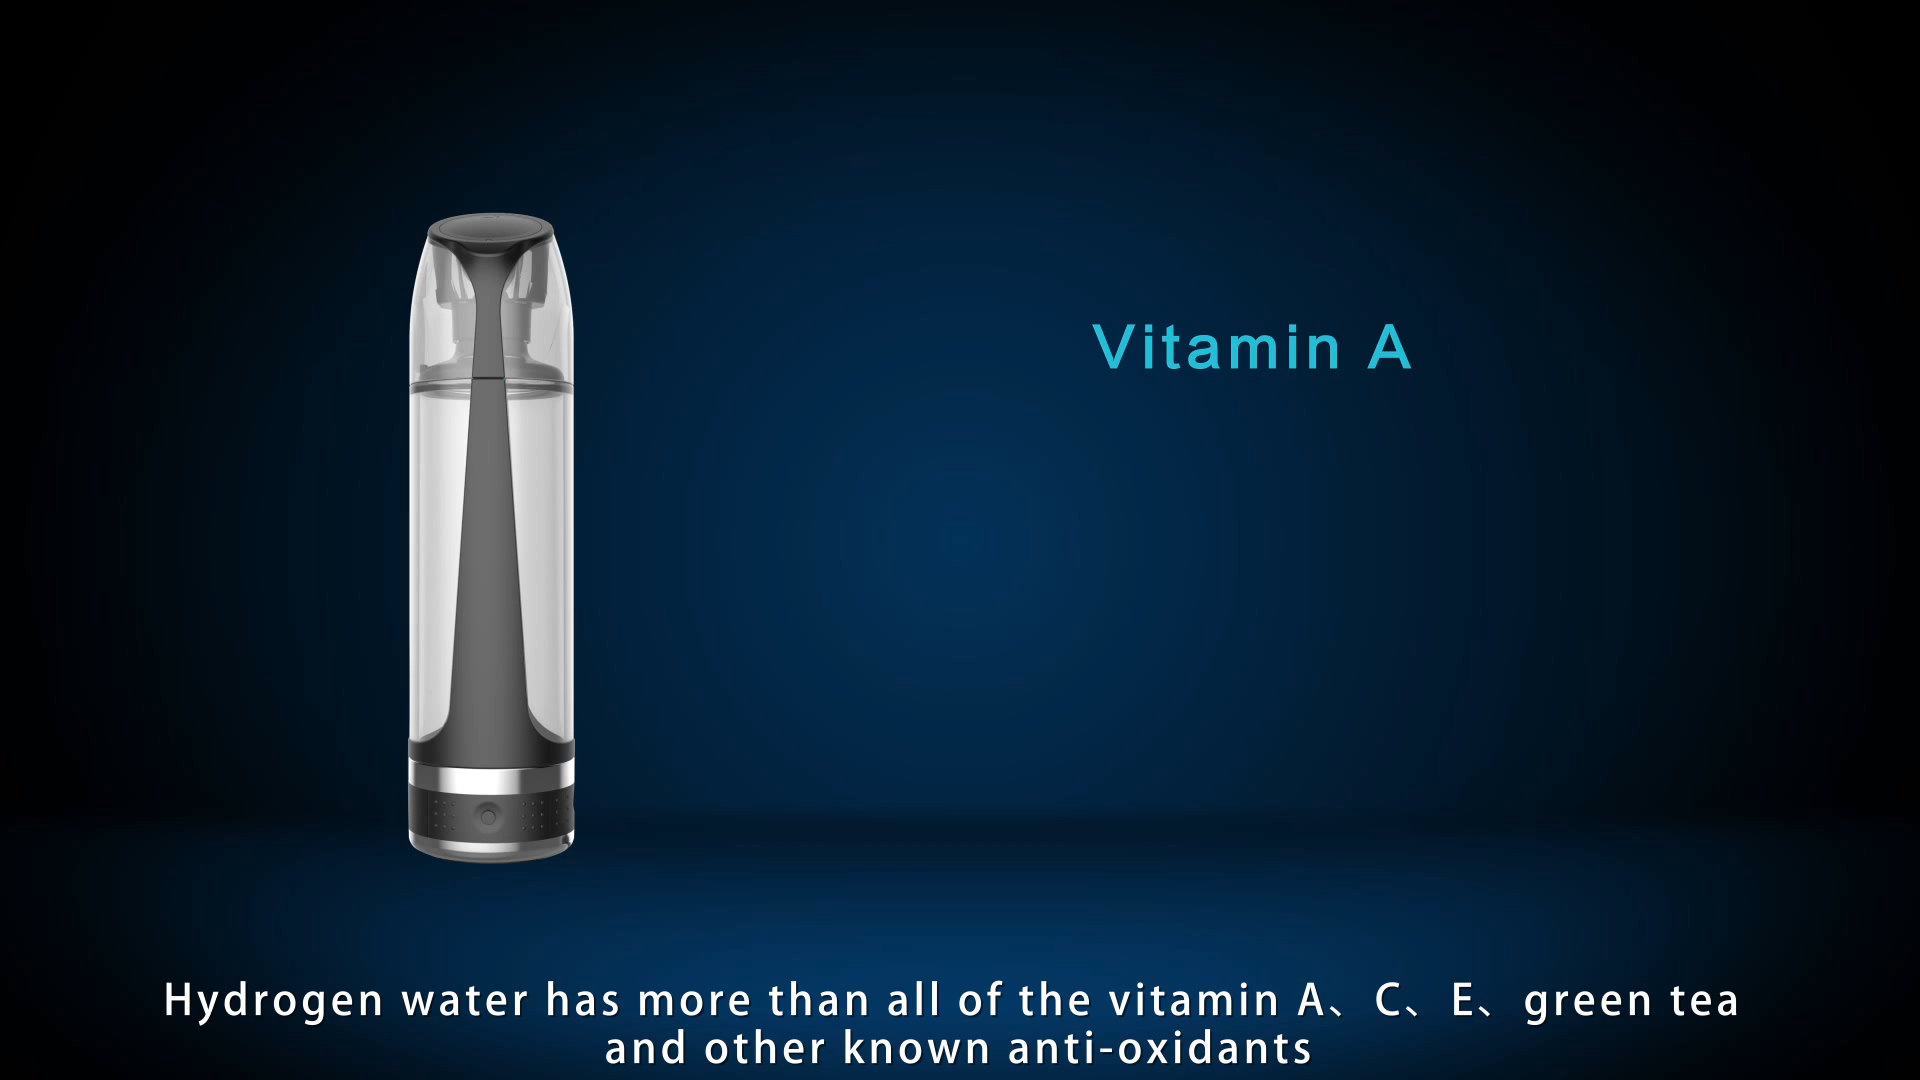 Vitamin A
Hydrogen water has more than all of the vitamin A、C、E、green tea
and other known anti-oxidants